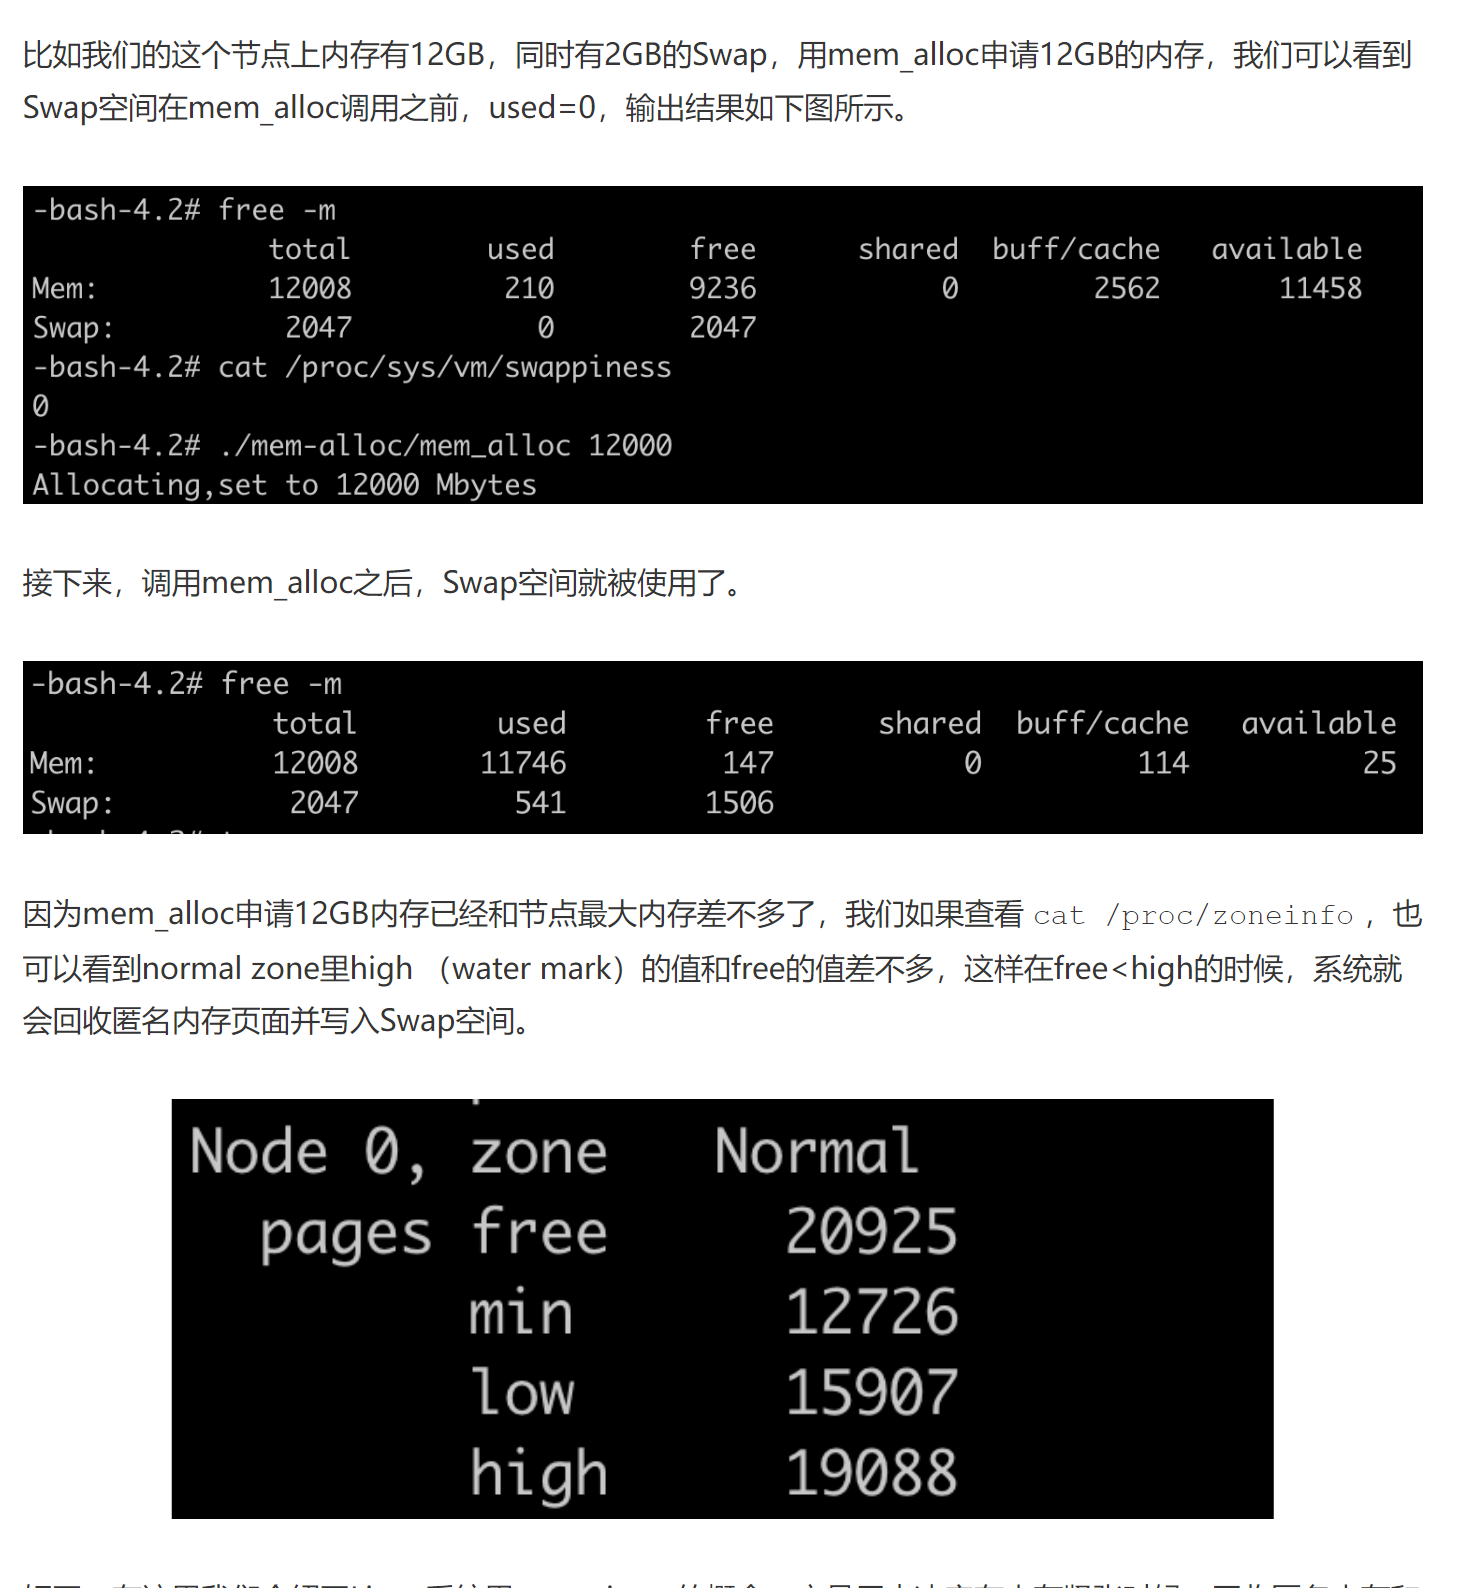 比如我们的这个节点上内存有12GB，同时有2GB的Swap，用mem_alloc申请12GB的内存，我们可以看到
Swap空间在mem_alloc调用之前，used=0，输出结果如下图所示。
-bash-4.2# free -m
total used free shared buff/cache available
Mem: 12008 210 9236 0 2562 11458
Swap: 2047 0 2047
-bash-4.2# cat /proc/sys/vm/swappiness
0
-bash-4.2# ./mem-alloc/mem_alloc 12000
Allocating,set to 12000 Mbytes
接下来，调用mem_alloc之后，Swap空间就被使用了。
-bash-4.2# free -m
total used free shared buff/cache available
Mem: 12008 11746 147 0 114 25
Swap: 2047 541 1506
因为mem_alloc申请12GB内存已经和节点最大内存差不多了，我们如果查看 cat /proc/zoneinfo ，也
可以看到normal zone里high （water mark）的值和free的值差不多，这样在free<high的时候，系统就
会回收匿名内存页面并写入Swap空间。
Node 0, zone Normal
pages free 20925
min 12726
low 15907
high 19088